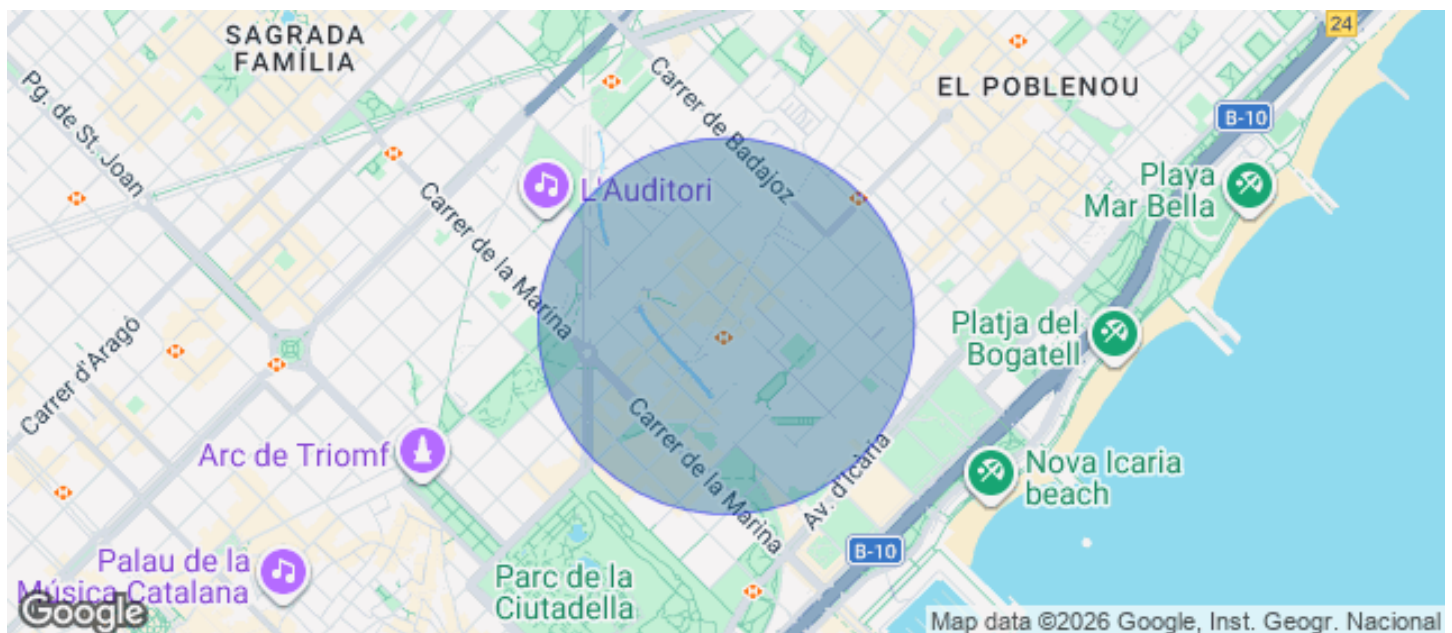 24
SAGRADA
FAMÍLIA
Carrer de Badajoz
EL POBLENOU
B-10
Pg. de St. Joan
L'Auditori
Playa
Mar Bella
Carrer de la Marina
Platja del
Bogatell
Carrer d'Aragó
Arc de Triomf
Carrer de la Marina
Av. d'Icària
Nova Icaria
beach
B-10
Palau de la
Música Catalana
Parc de la
Ciutadella
Google
Map data ©2026 Google, Inst. Geogr. Nacional